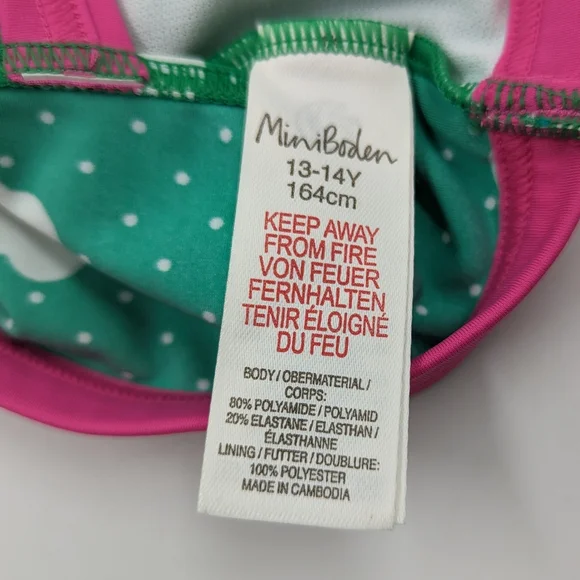 MiniBoden
13-14Y
164cm
KEEP AWAY
FROM FIRE
VON FEUER
FERNHALTEN
TENIR ÉLOIGNÉ
DU FEU
BODY / OBERMATERIAL /
CORPS:
80% POLYAMIDE / POLYAMID
20% ELASTANE / ELASTHAN /
ÉLASTHANNE
LINING / FUTTER / DOUBLURE:
100% POLYESTER
MADE IN CAMBODIA